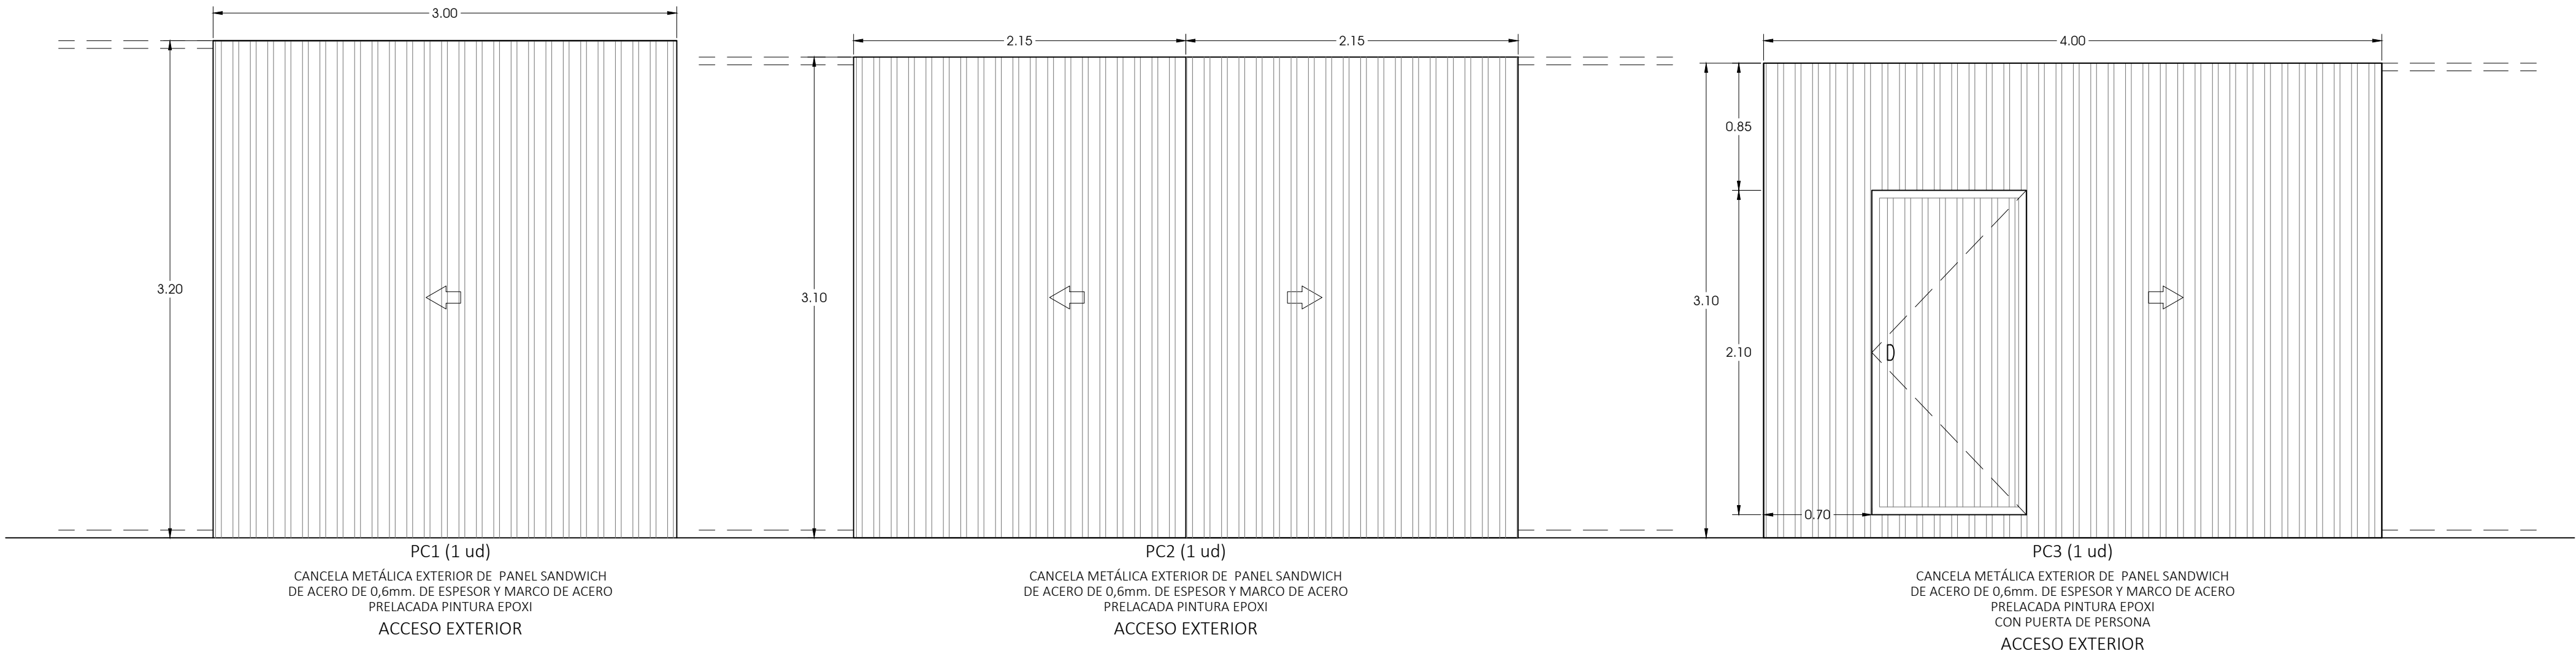 3.00
3.20
PC1 (1 ud)
CANCELA METÁLICA EXTERIOR DE  PANEL SANDWICH
DE ACERO DE 0,6mm. DE ESPESOR Y MARCO DE ACERO
PRELACADA PINTURA EPOXI
ACCESO EXTERIOR
2.15
2.15
3.10
PC2 (1 ud)
CANCELA METÁLICA EXTERIOR DE  PANEL SANDWICH
DE ACERO DE 0,6mm. DE ESPESOR Y MARCO DE ACERO
PRELACADA PINTURA EPOXI
ACCESO EXTERIOR
4.00
0.85
3.10
2.10
0.70
PC3 (1 ud)
CANCELA METÁLICA EXTERIOR DE  PANEL SANDWICH
DE ACERO DE 0,6mm. DE ESPESOR Y MARCO DE ACERO
PRELACADA PINTURA EPOXI
CON PUERTA DE PERSONA
ACCESO EXTERIOR